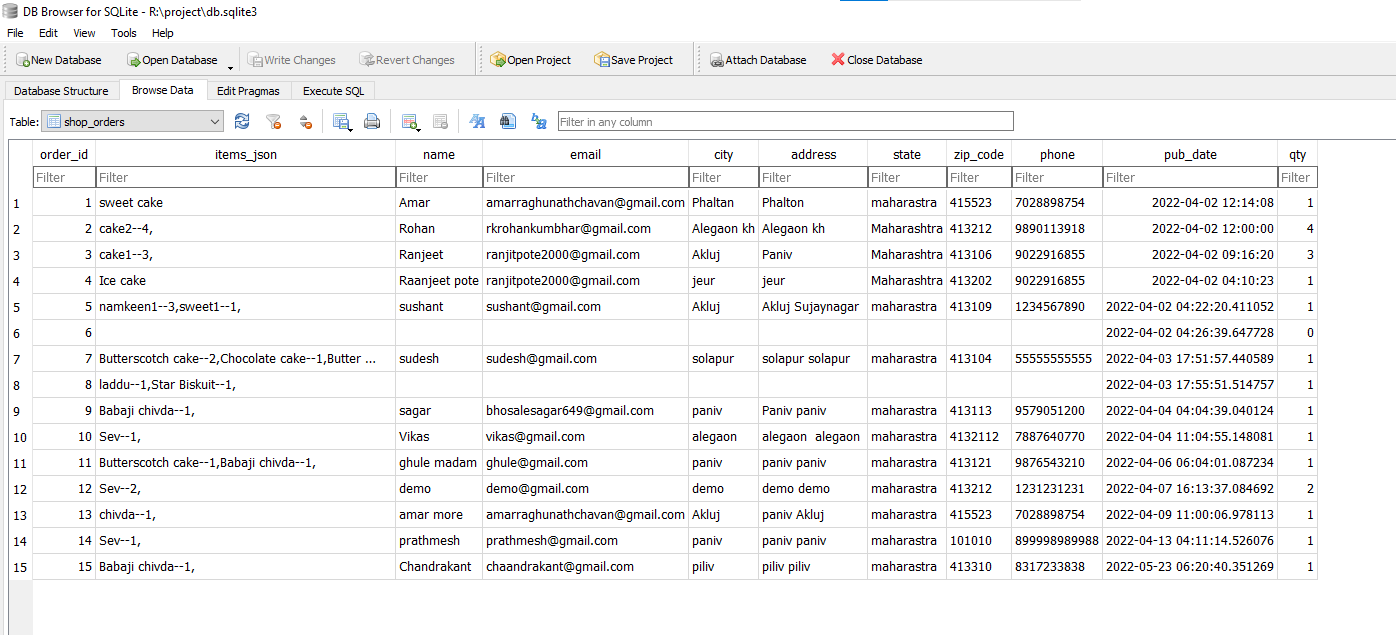 DB Browser for SQLite - R:\project\db.sqlite3
File Edit View Tools Help
New Database Open Database Write Changes Revert Changes Open Project Save Project Attach Database Close Database
Database Structure Browse Data Edit Pragmas Execute SQL
Table: shop_orders Filter in any column
order_id items_json name email city address state zip_code phone pub_date qty
Filter Filter Filter Filter Filter Filter Filter Filter Filter Filter Filter
1 1 sweet cake Amar amarraghunathchavan@gmail.com Phaltan Phalton maharastra 415523 7028898754 2022-04-02 12:14:08 1
2 2 cake2--4, Rohan rkrohankumbhar@gmail.com Alegaon kh Alegaon kh Maharashtra 413212 9890113918 2022-04-02 12:00:00 4
3 3 cake1--3, Ranjeet ranjitpote2000@gmail.com Akluj Paniv Maharashtra 413106 9022916855 2022-04-02 09:16:20 3
4 4 Ice cake Raanjeet pote ranjitpote2000@gmail.com jeur jeur Maharashtra 413202 9022916855 2022-04-02 04:10:23 1
5 5 namkeen1--3,sweet1--1, sushant sushant@gmail.com Akluj Akluj Sujaynagar maharastra 413109 1234567890 2022-04-02 04:22:20.411052 1
6 6 2022-04-02 04:26:39.647728 0
7 7 Butterscotch cake--2,Chocolate cake--1,Butter ... sudesh sudesh@gmail.com solapur solapur solapur maharastra 413104 55555555555 2022-04-03 17:51:57.440589 1
8 8 laddu--1,Star Biskuit--1, 2022-04-03 17:55:51.514757 1
9 9 Babaji chivda--1, sagar bhosalesagar649@gmail.com paniv Paniv paniv maharastra 413113 9579051200 2022-04-04 04:04:39.040124 1
10 10 Sev--1, Vikas vikas@gmail.com alegaon alegaon alegaon maharastra 4132112 7887640770 2022-04-04 11:04:55.148081 1
11 11 Butterscotch cake--1,Babaji chivda--1, ghule madam ghule@gmail.com paniv paniv paniv maharastra 413121 9876543210 2022-04-06 06:04:01.087234 1
12 12 Sev--2, demo demo@gmail.com demo demo demo maharastra 413212 1231231231 2022-04-07 16:13:37.084692 2
13 13 chivda--1, amar more amarraghunathchavan@gmail.com Akluj paniv Akluj maharastra 415523 7028898754 2022-04-09 11:00:06.978113 1
14 14 Sev--1, prathmesh prathmesh@gmail.com paniv paniv paniv maharastra 101010 899998989988 2022-04-13 04:11:14.526076 1
15 15 Babaji chivda--1, Chandrakant chaandrakant@gmail.com piliv piliv piliv maharastra 413310 8317233838 2022-05-23 06:20:40.351269 1